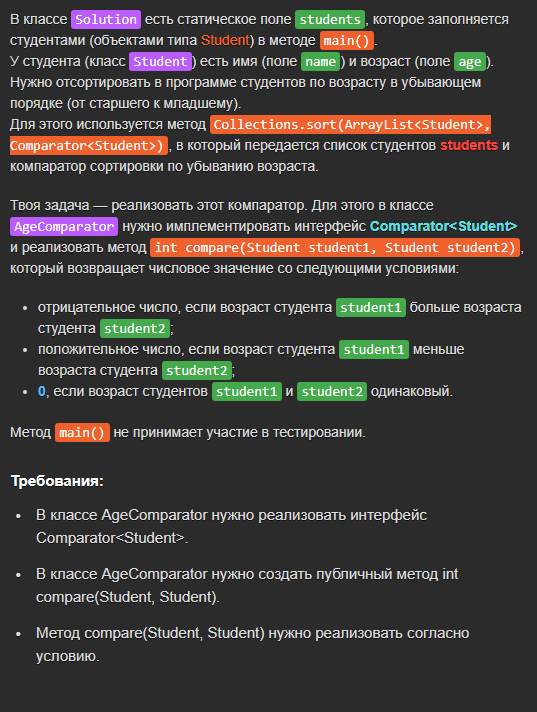 В классе Solution есть статическое поле students, которое заполняется
студентами (объектами типа Student) в методе main().
У студента (класс Student) есть имя (поле name) и возраст (поле age).
Нужно отсортировать в программе студентов по возрасту в убывающем
порядке (от старшего к младшему).
Для этого используется метод Collections.sort(ArrayList<Student>,
Comparator<Student>), в который передается список студентов students и
компаратор сортировки по убыванию возраста.
Твоя задача — реализовать этот компаратор. Для этого в классе
AgeComparator нужно имплементировать интерфейс Comparator<Student>
и реализовать метод int compare(Student student1, Student student2),
который возвращает числовое значение со следующими условиями:
• отрицательное число, если возраст студента student1 больше возраста
студента student2;
• положительное число, если возраст студента student1 меньше
возраста студента student2;
• 0, если возраст студентов student1 и student2 одинаковый.
Метод main() не принимает участие в тестировании.
Требования:
• В классе AgeComparator нужно реализовать интерфейс
Comparator<Student>.
• В классе AgeComparator нужно создать публичный метод int
compare(Student, Student).
• Метод compare(Student, Student) нужно реализовать согласно
условию.